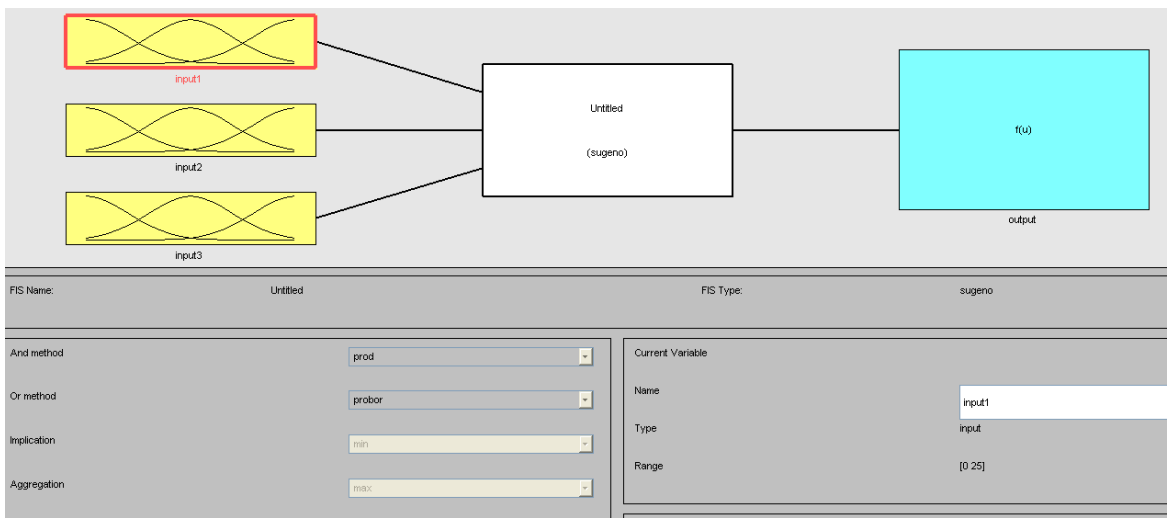 input1
input2
input3
Untitled
(sugeno)
f(u)
output
FIS Name: Untitled FIS Type: sugeno
And method prod
Or method probor
Implication min
Aggregation max
Current Variable
Name input1
Type input
Range [0 25]